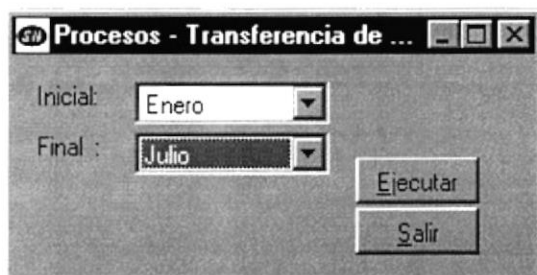 Procesos - Transferencia de ...
Inicial: Enero
Final : Julio
Ejecutar
Salir